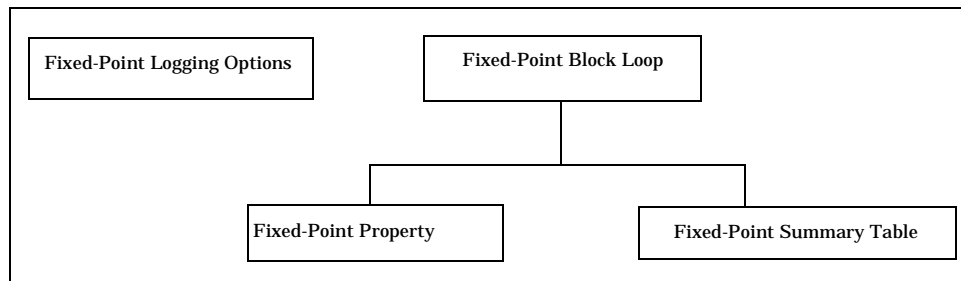 Fixed-Point Logging Options
Fixed-Point Block Loop
Fixed-Point Property
Fixed-Point Summary Table